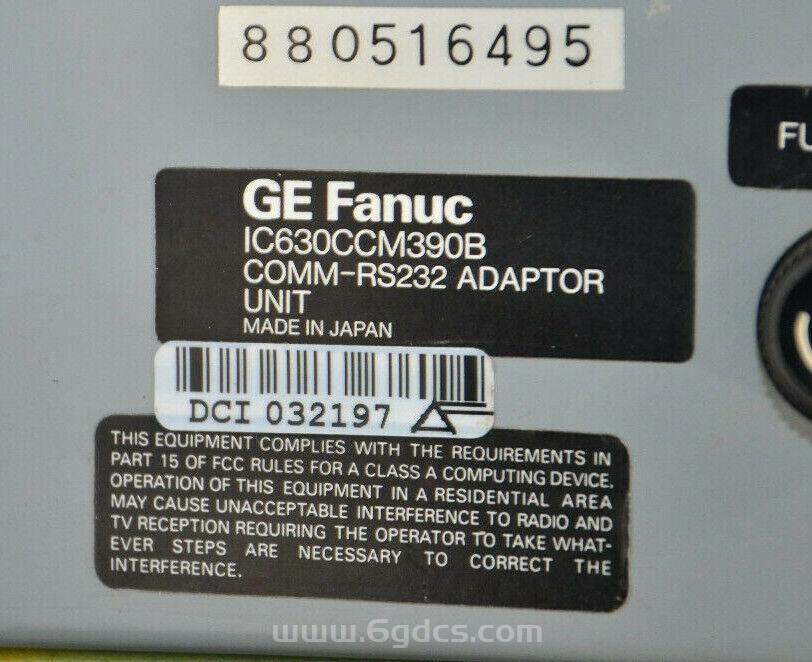 880516495
FU
GE Fanuc
IC630CCM390B
COMM-RS232 ADAPTOR
UNIT
MADE IN JAPAN
DCI 032197
THIS EQUIPMENT COMPLIES WITH THE REQUIREMENTS IN
PART 15 OF FCC RULES FOR A CLASS A COMPUTING DEVICE.
OPERATION OF THIS EQUIPMENT IN A RESIDENTIAL AREA
MAY CAUSE UNACCEPTABLE INTERFERENCE TO RADIO AND
TV RECEPTION REQUIRING THE OPERATOR TO TAKE WHAT-
EVER STEPS ARE NECESSARY TO CORRECT THE
INTERFERENCE.
www.6gdcs.com